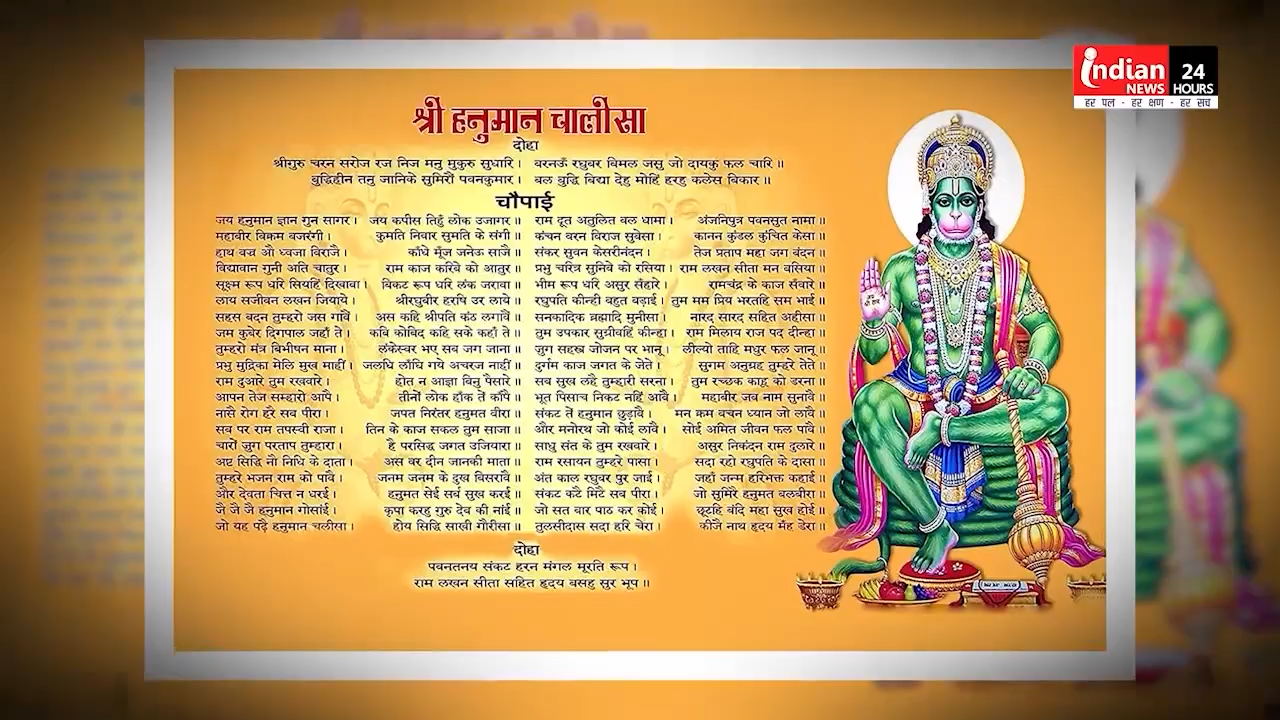 indian
NEWS
24
HOURS
हर पल - हर क्षण - हर सच
श्री हनुमान चालीसा
दोहा
श्रीगुरु चरन सरोज रज निज मनु मुकुरु सुधारि। बरनऊँ रघुबर बिमल जसु जो दायकु फल चारि॥
बुद्धिहीन तनु जानिके सुमिरौं पवनकुमार। बल बुद्धि बिद्या देहु मोहिं हरहु कलेस बिकार॥
चौपाई
जय हनुमान ज्ञान गुन सागर। जय कपीस तिहुँ लोक उजागर॥ राम दूत अतुलित बल धामा। अंजनिपुत्र पवनसुत नामा॥
महाबीर बिक्रम बजरंगी। कुमति निवार सुमति के संगी॥ कंचन बरन बिराज सुबेसा। कानन कुंडल कुंचित केसा॥
हाथ बज्र औ ध्वजा बिराजै। काँधे मूँज जनेऊ साजै॥ संकर सुवन केसरीनंदन। तेज प्रताप महा जग बंदन॥
विद्यावान गुनी अति चातुर। राम काज करिबे को आतुर॥ प्रभु चरित्र सुनिबे को रसिया। राम लखन सीता मन बसिया॥
सूक्ष्म रूप धरि सियहिं दिखावा। बिकट रूप धरि लंक जरावा॥ भीम रूप धरि असुर सँहारे। रामचंद्र के काज सँवारे॥
लाय सजीवन लखन जियाये। श्रीरघुबीर हरषि उर लाये॥ रघुपति कीन्ही बहुत बड़ाई। तुम मम प्रिय भरतहि सम भाई॥
सहस बदन तुम्हरो जस गावैं। अस कहि श्रीपति कंठ लगावैं॥ सनकादिक ब्रह्मादि मुनीसा। नारद सारद सहित अहीसा॥
जम कुबेर दिगपाल जहाँ ते। कबि कोबिद कहि सके कहाँ ते॥ तुम उपकार सुग्रीवहिं कीन्हा। राम मिलाय राज पद दीन्हा॥
तुम्हरो मंत्र बिभीषन माना। लंकेस्वर भए सब जग जाना॥ जुग सहस्र जोजन पर भानू। लील्यो ताहि मधुर फल जानू॥
प्रभु मुद्रिका मेलि मुख माहीं। जलधि लाँघि गये अचरज नाहीं॥ दुर्गम काज जगत के जेते। सुगम अनुग्रह तुम्हरे तेते॥
राम दुआरे तुम रखवारे। होत न आज्ञा बिनु पैसारे॥ सब सुख लहै तुम्हारी सरना। तुम रच्छक काहू को डरना॥
आपन तेज सम्हारो आपै। तीनों लोक हाँक तें काँपै॥ भूत पिसाच निकट नहिं आवै। महाबीर जब नाम सुनावै॥
नासै रोग हरै सब पीरा। जपत निरंतर हनुमत बीरा॥ संकट तें हनुमान छुड़ावै। मन क्रम बचन ध्यान जो लावै॥
सब पर राम तपस्वी राजा। तिन के काज सकल तुम साजा॥ और मनोरथ जो कोई लावै। सोई अमित जीवन फल पावै॥
चारों जुग परताप तुम्हारा। है परसिद्ध जगत उजियारा॥ साधु संत के तुम रखवारे। असुर निकंदन राम दुलारे॥
अष्ट सिद्धि नौ निधि के दाता। अस बर दीन जानकी माता॥ राम रसायन तुम्हरे पासा। सदा रहो रघुपति के दासा॥
तुम्हरे भजन राम को पावै। जनम जनम के दुख बिसरावै॥ अंत काल रघुबर पुर जाई। जहाँ जन्म हरिभक्त कहाई॥
और देवता चित्त न धरई। हनुमत सेई सर्ब सुख करई॥ संकट कटै मिटै सब पीरा। जो सुमिरै हनुमत बलबीरा॥
जै जै जै हनुमान गोसाईं। कृपा करहु गुरु देव की नांई॥ जो सत बार पाठ कर कोई। छूटहि बंदि महा सुख होई॥
जो यह पढ़ै हनुमान चलीसा। होय सिद्धि साखी गौरीसा॥ तुलसीदास सदा हरि चेरा। कीजै नाथ हृदय मँह डेरा॥
दोहा
पवनतनय संकट हरन मंगल मूरति रूप।
राम लखन सीता सहित हृदय बसहु सुर भूप॥